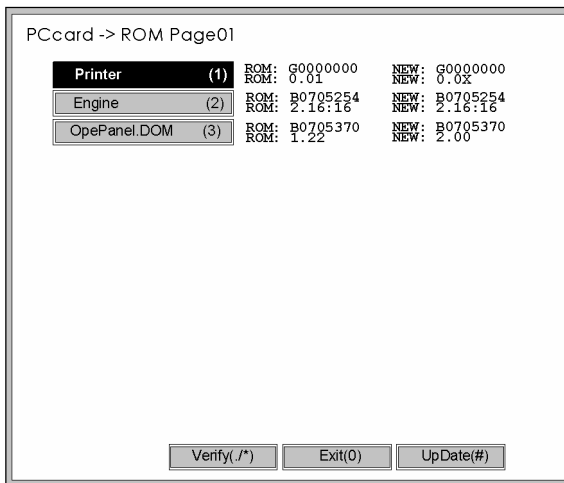 PCcard -> ROM Page01
Printer (1) ROM: G0000000 NEW: G0000000
ROM: 0.01 NEW: 0.0X
Engine (2) ROM: B0705254 NEW: B0705254
ROM: 2.16:16 NEW: 2.16:16
OpePanel.DOM (3) ROM: B0705370 NEW: B0705370
ROM: 1.22 NEW: 2.00
Verify(./*) Exit(0) UpDate(#)